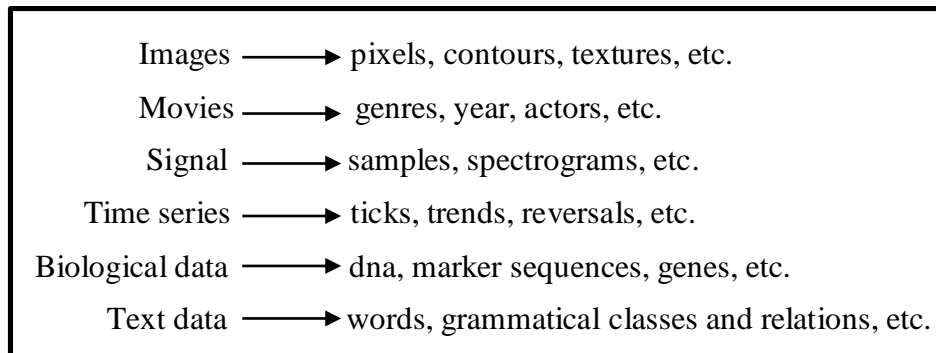 Images → pixels, contours, textures, etc.
Movies → genres, year, actors, etc.
Signal → samples, spectrograms, etc.
Time series → ticks, trends, reversals, etc.
Biological data → dna, marker sequences, genes, etc.
Text data → words, grammatical classes and relations, etc.